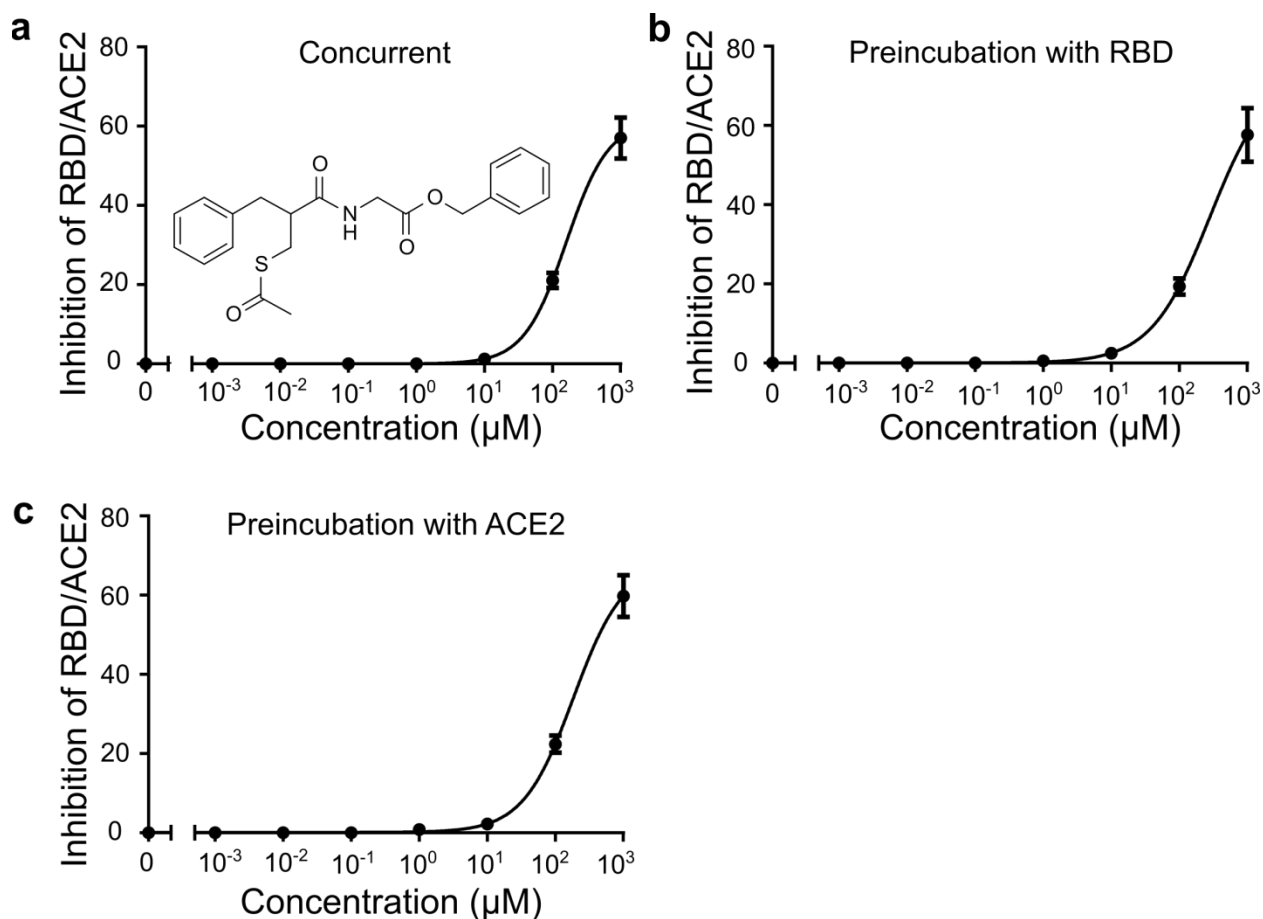 a
Concurrent
Inhibition of RBD/ACE2
80
60
40
20
0
O
O
N
H
O
S
O
0
10⁻³
10⁻²
10⁻¹
10⁰
10¹
10²
10³
Concentration (µM)
b
Preincubation with RBD
Inhibition of RBD/ACE2
80
60
40
20
0
0
10⁻³
10⁻²
10⁻¹
10⁰
10¹
10²
10³
Concentration (µM)
c
Preincubation with ACE2
Inhibition of RBD/ACE2
80
60
40
20
0
0
10⁻³
10⁻²
10⁻¹
10⁰
10¹
10²
10³
Concentration (µM)